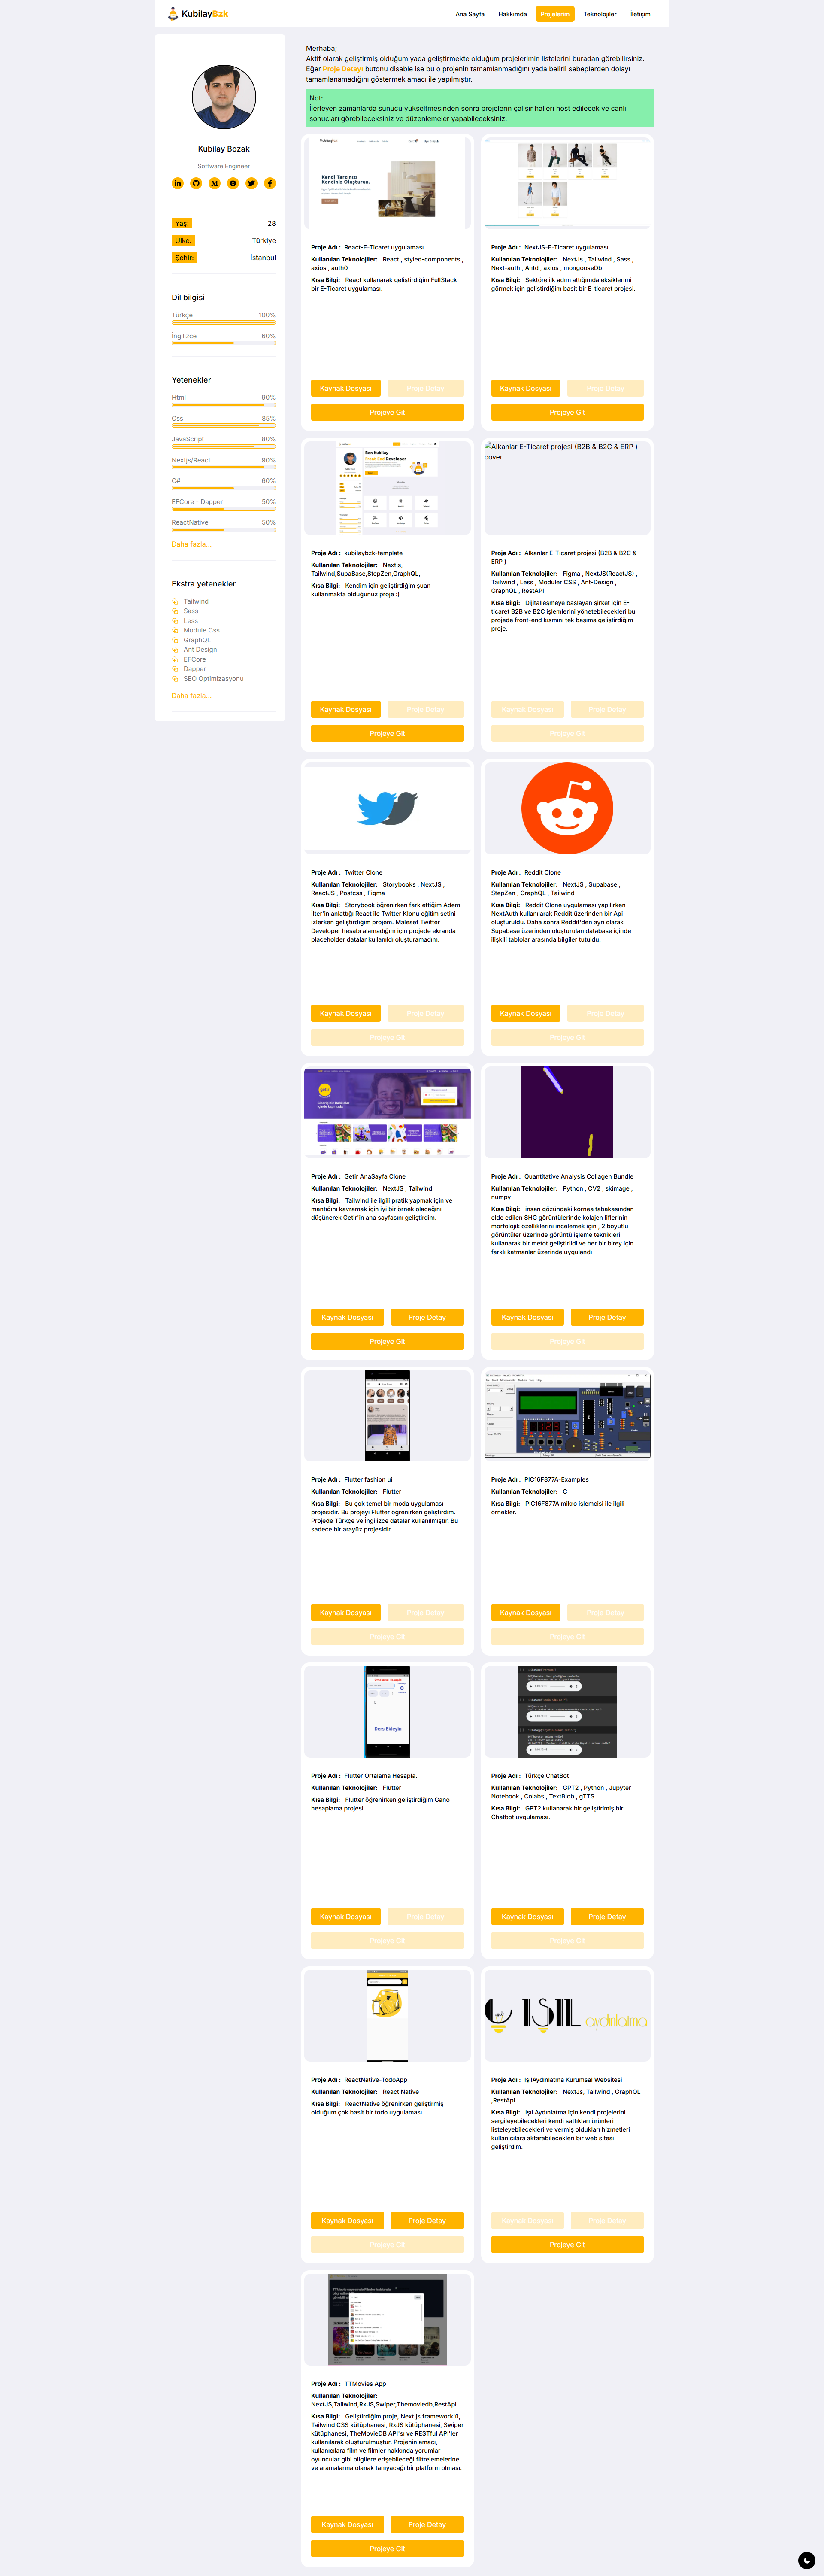 KubilayBzk
Ana Sayfa
Hakkımda
Projelerim
Teknolojiler
İletişim
Kubilay Bozak
Software Engineer
Yaş: 28
Ülke: Türkiye
Şehir: İstanbul
Dil bilgisi
Türkçe 100%
İngilizce 60%
Yetenekler
Html 90%
Css 85%
JavaScript 80%
Nextjs/React 90%
C# 60%
EFCore - Dapper 50%
ReactNative 50%
Daha fazla...
Ekstra yetenekler
Tailwind
Sass
Less
Module Css
GraphQL
Ant Design
EFCore
Dapper
SEO Optimizasyonu
Daha fazla...
Merhaba;
Aktif olarak geliştirmiş olduğum yada geliştirmekte olduğum projelerimin listelerini buradan görebilirsiniz.
Eğer Proje Detayı butonu disable ise bu o projenin tamamlanmadığını yada belirli sebeplerden dolayı
tamamlanamadığını göstermek amacı ile yapılmıştır.
Not:
İlerleyen zamanlarda sunucu yükseltmesinden sonra projelerin çalışır halleri host edilecek ve canlı
sonucları görebileceksiniz ve düzenlemeler yapabileceksiniz.
KubilayBzk
Kendi Tarzınızı
Kendiniz Oluşturun.
Proje Adı : React-E-Ticaret uygulaması
Kullanılan Teknolojiler: React , styled-components ,
axios , auth0
Kısa Bilgi: React kullanarak geliştirdiğim FullStack
bir E-Ticaret uygulaması.
Kaynak Dosyası
Proje Detay
Projeye Git
Proje Adı : NextJS-E-Ticaret uygulaması
Kullanılan Teknolojiler: Nextjs , Tailwind , Sass ,
Next-auth , Antd , axios , mongooseDb
Kısa Bilgi: Sektöre ilk adım attığımda eksiklerimi
görmek için geliştirdiğim basit bir E-ticaret projesi.
Kaynak Dosyası
Proje Detay
Projeye Git
Ben Kubilay
Front-End Developer
Proje Adı : kubilaybzk-template
Kullanılan Teknolojiler: Nextjs,
Tailwind,SupaBase,StepZen,GraphQL,
Kısa Bilgi: Kendim için geliştirdiğim şuan
kullanmakta olduğunuz proje :)
Kaynak Dosyası
Proje Detay
Projeye Git
Alkanlar E-Ticaret projesi (B2B & B2C & ERP )
cover
Proje Adı : Alkanlar E-Ticaret projesi (B2B & B2C &
ERP )
Kullanılan Teknolojiler: Figma , NextJS(ReactJS) ,
Tailwind , Less , Moduler CSS , Ant-Design ,
GraphQL , RestAPI
Kısa Bilgi: Dijitalleşmeye başlayan şirket için E-
ticaret B2B ve B2C işlemlerini yönetebilecekleri bu
projede front-end kısmını tek başıma geliştirdiğim
proje.
Kaynak Dosyası
Proje Detay
Projeye Git
Proje Adı : Twitter Clone
Kullanılan Teknolojiler: Storybooks , NextJS ,
ReactJS , Postcss , Figma
Kısa Bilgi: Storybook öğrenirken fark ettiğim Adem
İlter'in anlattığı React ile Twitter Klonu eğitim setini
izlerken geliştirdiğim projem. Malesef Twitter
Developer hesabı alamadığım için projede ekranda
placeholder datalar kullanıldı oluşturamadım.
Kaynak Dosyası
Proje Detay
Projeye Git
Proje Adı : Reddit Clone
Kullanılan Teknolojiler: NextJS , Supabase ,
StepZen , GraphQL , Tailwind
Kısa Bilgi: Reddit Clone uygulaması yapılırken
NextAuth kullanılarak Reddit üzerinden bir Api
oluşturuldu. Daha sonra Reddit'den ayrı olarak
Supabase üzerinden oluşturulan database içinde
ilişkili tablolar arasında bilgiler tutuldu.
Kaynak Dosyası
Proje Detay
Projeye Git
getir
Proje Adı : Getir AnaSayfa Clone
Kullanılan Teknolojiler: NextJS , Tailwind
Kısa Bilgi: Tailwind ile ilgili pratik yapmak için ve
mantığını kavramak için iyi bir örnek olacağını
düşünerek Getir'in ana sayfasını geliştirdim.
Kaynak Dosyası
Proje Detay
Projeye Git
Proje Adı : Quantitative Analysis Collagen Bundle
Kullanılan Teknolojiler: Python , CV2 , skimage ,
numpy
Kısa Bilgi: insan gözündeki kornea tabakasından
elde edilen SHG görüntülerinde kolajen liflerinin
morfolojik özelliklerini incelemek için , 2 boyutlu
görüntüler üzerinde görüntü işleme teknikleri
kullanarak bir metot geliştirildi ve her bir birey için
farklı katmanlar üzerinde uygulandı
Kaynak Dosyası
Proje Detay
Projeye Git
Proje Adı : Flutter fashion ui
Kullanılan Teknolojiler: Flutter
Kısa Bilgi: Bu çok temel bir moda uygulaması
projesidir. Bu projeyi Flutter öğrenirken geliştirdim.
Projede Türkçe ve İngilizce datalar kullanılmıştır. Bu
sadece bir arayüz projesidir.
Kaynak Dosyası
Proje Detay
Projeye Git
Proje Adı : PIC16F877A-Examples
Kullanılan Teknolojiler: C
Kısa Bilgi: PIC16F877A mikro işlemcisi ile ilgili
örnekler.
Kaynak Dosyası
Proje Detay
Projeye Git
Ders Ekleyin
Proje Adı : Flutter Ortalama Hesapla.
Kullanılan Teknolojiler: Flutter
Kısa Bilgi: Flutter öğrenirken geliştirdiğim Gano
hesaplama projesi.
Kaynak Dosyası
Proje Detay
Projeye Git
Proje Adı : Türkçe ChatBot
Kullanılan Teknolojiler: GPT2 , Python , Jupyter
Notebook , Colabs , TextBlob , gTTS
Kısa Bilgi: GPT2 kullanarak bir geliştirimiş bir
Chatbot uygulaması.
Kaynak Dosyası
Proje Detay
Projeye Git
Proje Adı : ReactNative-TodoApp
Kullanılan Teknolojiler: React Native
Kısa Bilgi: ReactNative öğrenirken geliştirmiş
olduğum çok basit bir todo uygulaması.
Kaynak Dosyası
Proje Detay
Projeye Git
IŞIL aydınlatma
Proje Adı : IşılAydınlatma Kurumsal Websitesi
Kullanılan Teknolojiler: NextJs, Tailwind , GraphQL
,RestApi
Kısa Bilgi: Işıl Aydınlatma için kendi projelerini
sergileyebilecekleri kendi sattıkları ürünleri
listeleyebilecekleri ve vermiş oldukları hizmetleri
kullanıcılara aktarabilecekleri bir web sitesi
geliştirdim.
Kaynak Dosyası
Proje Detay
Projeye Git
Proje Adı : TTMovies App
Kullanılan Teknolojiler:
NextJS,Tailwind,RxJS,Swiper,Themoviedb,RestApi
Kısa Bilgi: Geliştirdiğim proje, Next.js framework'ü,
Tailwind CSS kütüphanesi, RxJS kütüphanesi, Swiper
kütüphanesi, TheMovieDB API'sı ve RESTful API'ler
kullanılarak oluşturulmuştur. Projenin amacı,
kullanıcılara film ve filmler hakkında yorumlar
oyuncular gibi bilgilere erişebileceği filtrelemelerine
ve aramalarına olanak tanıyacağı bir platform olması.
Kaynak Dosyası
Proje Detay
Projeye Git